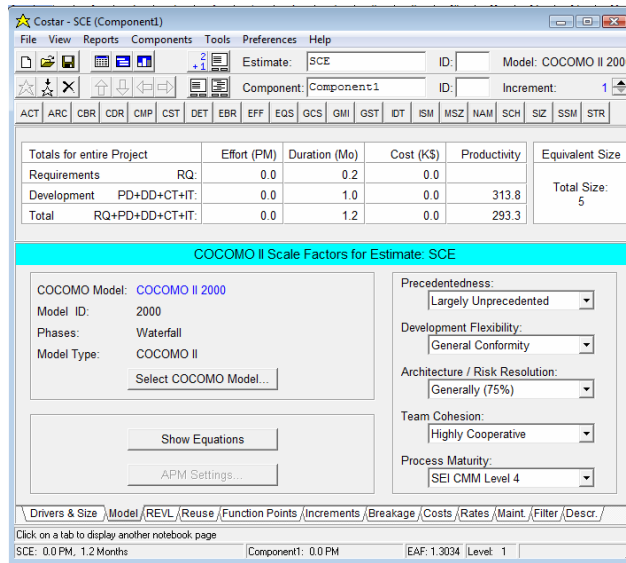 Costar - SCE (Component1)
File View Reports Components Tools Preferences Help
2 +1 Estimate: SCE ID: Model: COCOMO II 200
Component: Component1 ID: Increment: 1
ACT ARC CBR CDR CMP CST DET EBR EFF EQS GCS GMI GST IDT ISM MSZ NAM SCH SIZ SSM STR
Totals for entire Project Effort (PM) Duration (Mo) Cost (K$) Productivity Equivalent Size
Requirements RQ: 0.0 0.2 0.0
Development PD+DD+CT+IT: 0.0 1.0 0.0 313.8
Total RQ+PD+DD+CT+IT: 0.0 1.2 0.0 293.3
Total Size:
5
COCOMO II Scale Factors for Estimate: SCE
COCOMO Model: COCOMO II 2000
Model ID: 2000
Phases: Waterfall
Model Type: COCOMO II
Select COCOMO Model...
Show Equations
APM Settings...
Precedentedness:
Largely Unprecedented
Development Flexibility:
General Conformity
Architecture / Risk Resolution:
Generally (75%)
Team Cohesion:
Highly Cooperative
Process Maturity:
SEI CMM Level 4
Drivers & Size Model REVL Reuse Function Points Increments Breakage Costs Rates Maint. Filter Descr.
Click on a tab to display another notebook page
SCE: 0.0 PM, 1.2 Months Component1: 0.0 PM EAF: 1.3034 Level: 1